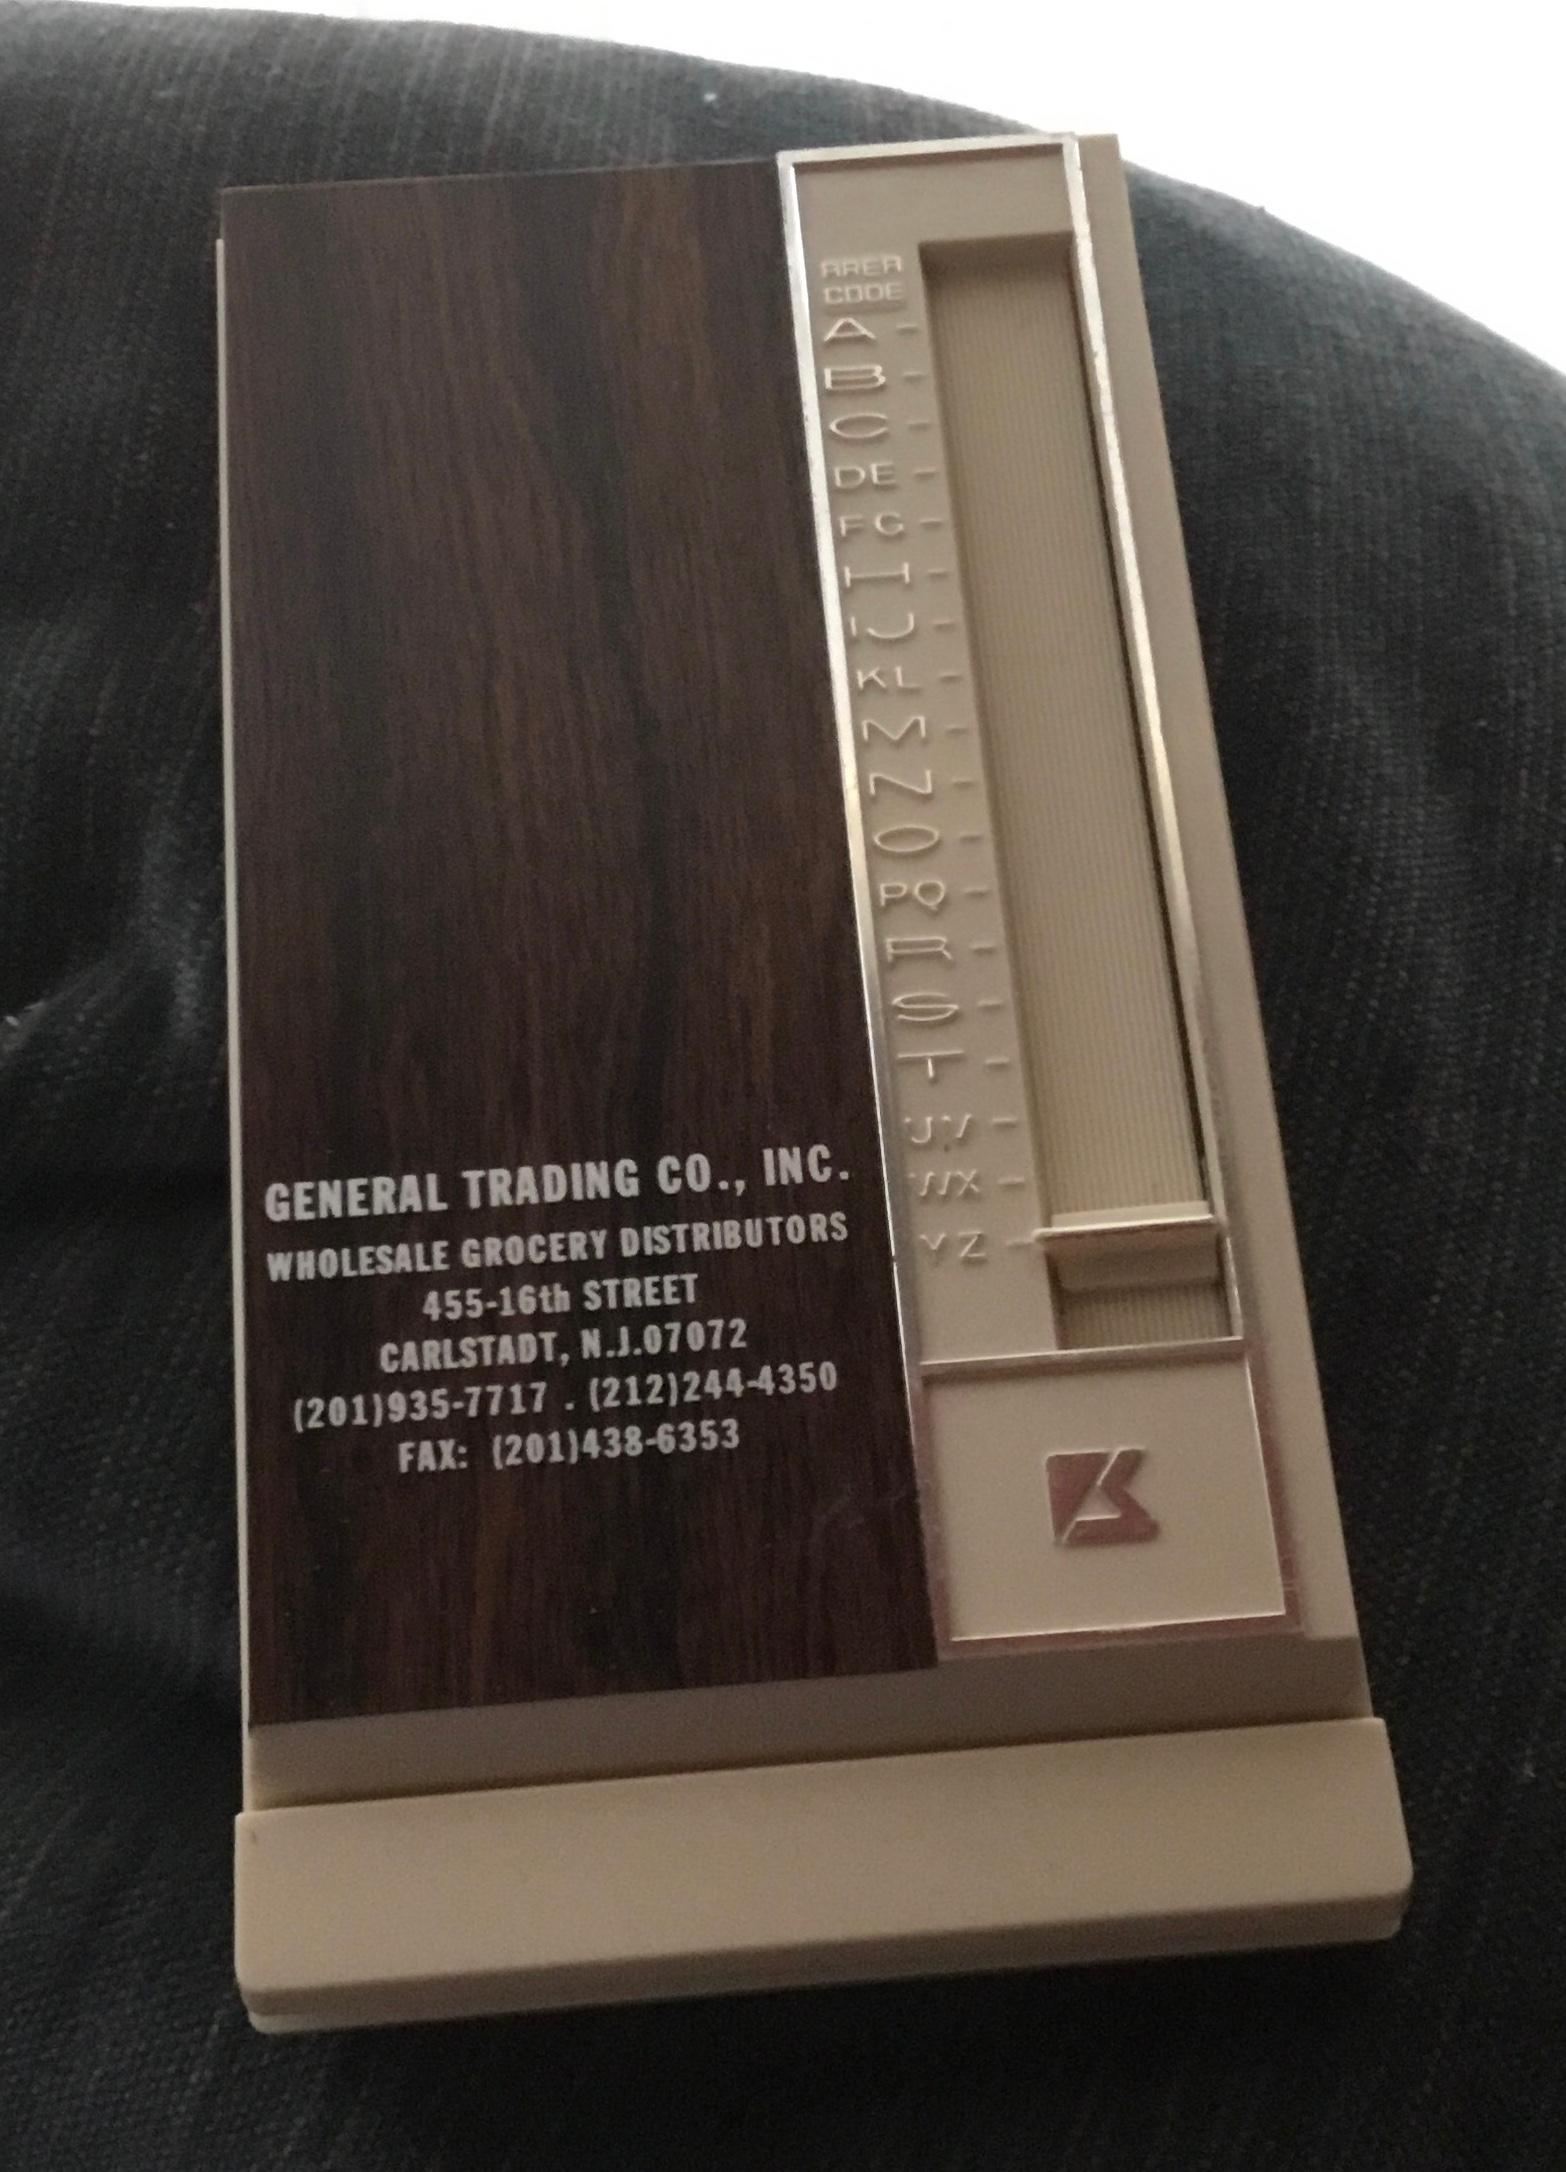 AREA
CODE
A
B
C
DE
FG
H
IJ
KL
M
N
O
PQ
R
S
T
UV
WX
YZ
GENERAL TRADING CO., INC.
WHOLESALE GROCERY DISTRIBUTORS
455-16th STREET
CARLSTADT, N.J.07072
(201)935-7717 . (212)244-4350
FAX: (201)438-6353